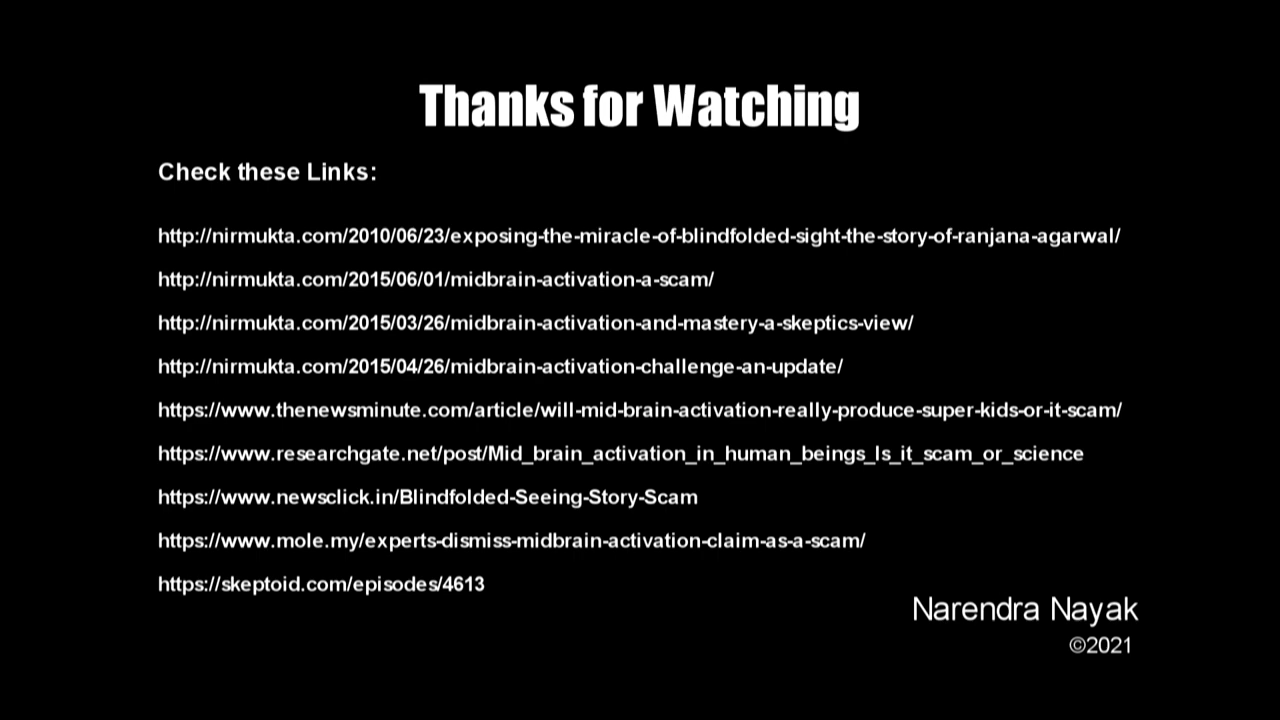 Thanks for Watching
Check these Links:
http://nirmukta.com/2010/06/23/exposing-the-miracle-of-blindfolded-sight-the-story-of-ranjana-agarwal/
http://nirmukta.com/2015/06/01/midbrain-activation-a-scam/
http://nirmukta.com/2015/03/26/midbrain-activation-and-mastery-a-skeptics-view/
http://nirmukta.com/2015/04/26/midbrain-activation-challenge-an-update/
https://www.thenewsminute.com/article/will-mid-brain-activation-really-produce-super-kids-or-it-scam/
https://www.researchgate.net/post/Mid_brain_activation_in_human_beings_Is_it_scam_or_science
https://www.newsclick.in/Blindfolded-Seeing-Story-Scam
https://www.mole.my/experts-dismiss-midbrain-activation-claim-as-a-scam/
https://skeptoid.com/episodes/4613
Narendra Nayak
©2021